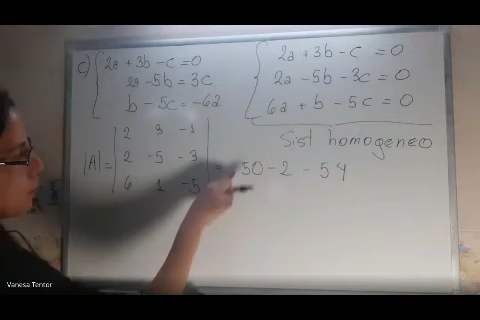 c) 2a + 3b - c = 0
2a - 5b = 3c
b - 5c = -6a
2a + 3b - c = 0
2a - 5b - 3c = 0
6a + b - 5c = 0
Sist homogeneo
2 3 -1
|A| = 2 -5 -3 = 50 - 2 - 54
6 1 -5
Vanesa Tentor